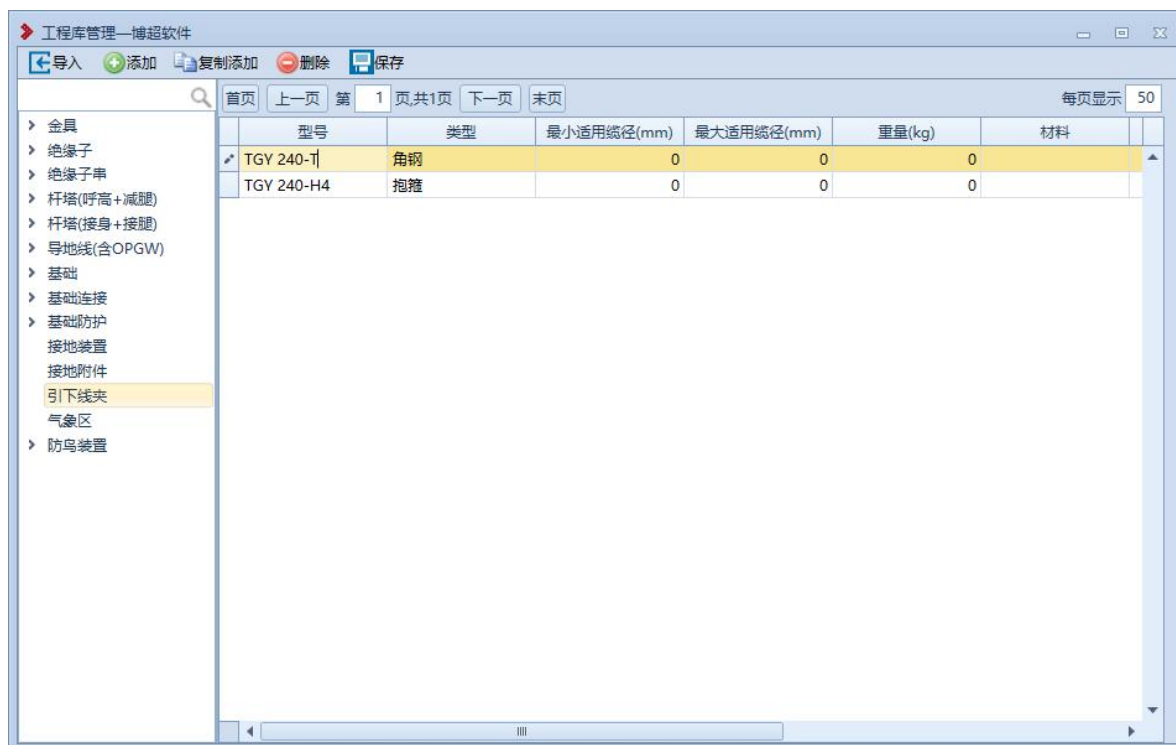 工程库管理—博超软件
导入 添加 复制添加 删除 保存
首页 上一页 第 1 页,共1页 下一页 末页 每页显示 50
金具
绝缘子
绝缘子串
杆塔(呼高+减腿)
杆塔(接身+接腿)
导地线(含OPGW)
基础
基础连接
基础防护
接地装置
接地附件
引下线夹
气象区
防鸟装置
型号 类型 最小适用缆径(mm) 最大适用缆径(mm) 重量(kg) 材料
TGY 240-T 角钢 0 0 0
TGY 240-H4 抱箍 0 0 0